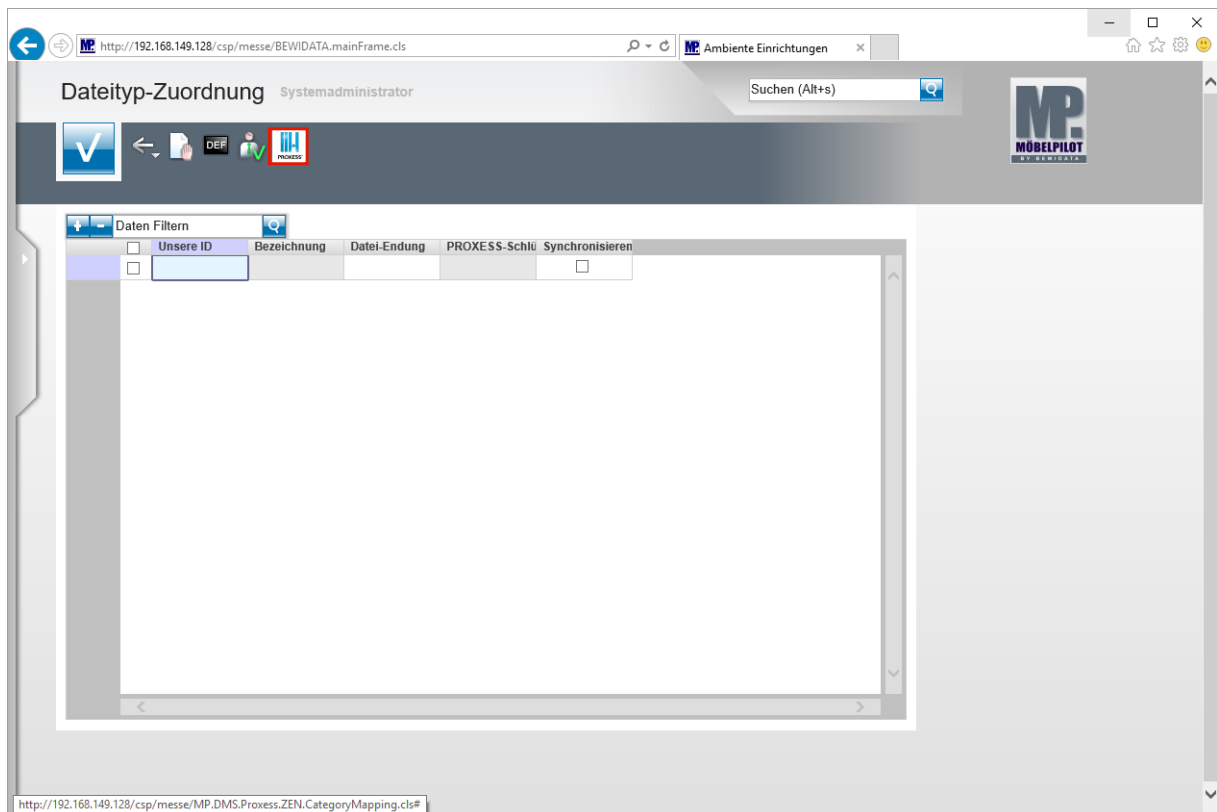 http://192.168.149.128/csp/messe/BEWIDATA.mainFrame.cls
MP. Ambiente Einrichtungen
Dateityp-Zuordnung Systemadministrator
Suchen (Alt+s)
MP.
MÖBELPILOT
BY BEWIDATA
DEF
PROXESS
+ - Daten Filtern
Unsere ID Bezeichnung Datei-Endung PROXESS-Schlü Synchronisieren
http://192.168.149.128/csp/messe/MP.DMS.Proxess.ZEN.CategoryMapping.cls#